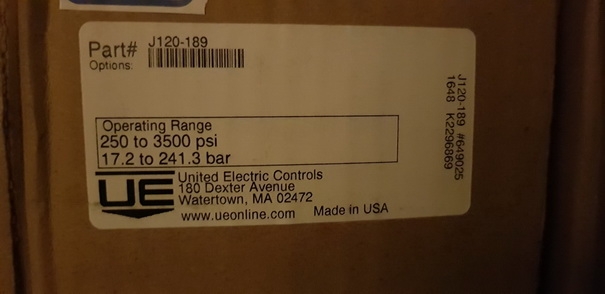 Part# J120-189
Options:
Operating Range
250 to 3500 psi
17.2 to 241.3 bar
UE
United Electric Controls
180 Dexter Avenue
Watertown, MA 02472
www.ueonline.com Made in USA
J120-189 #649025
1648 K2296869